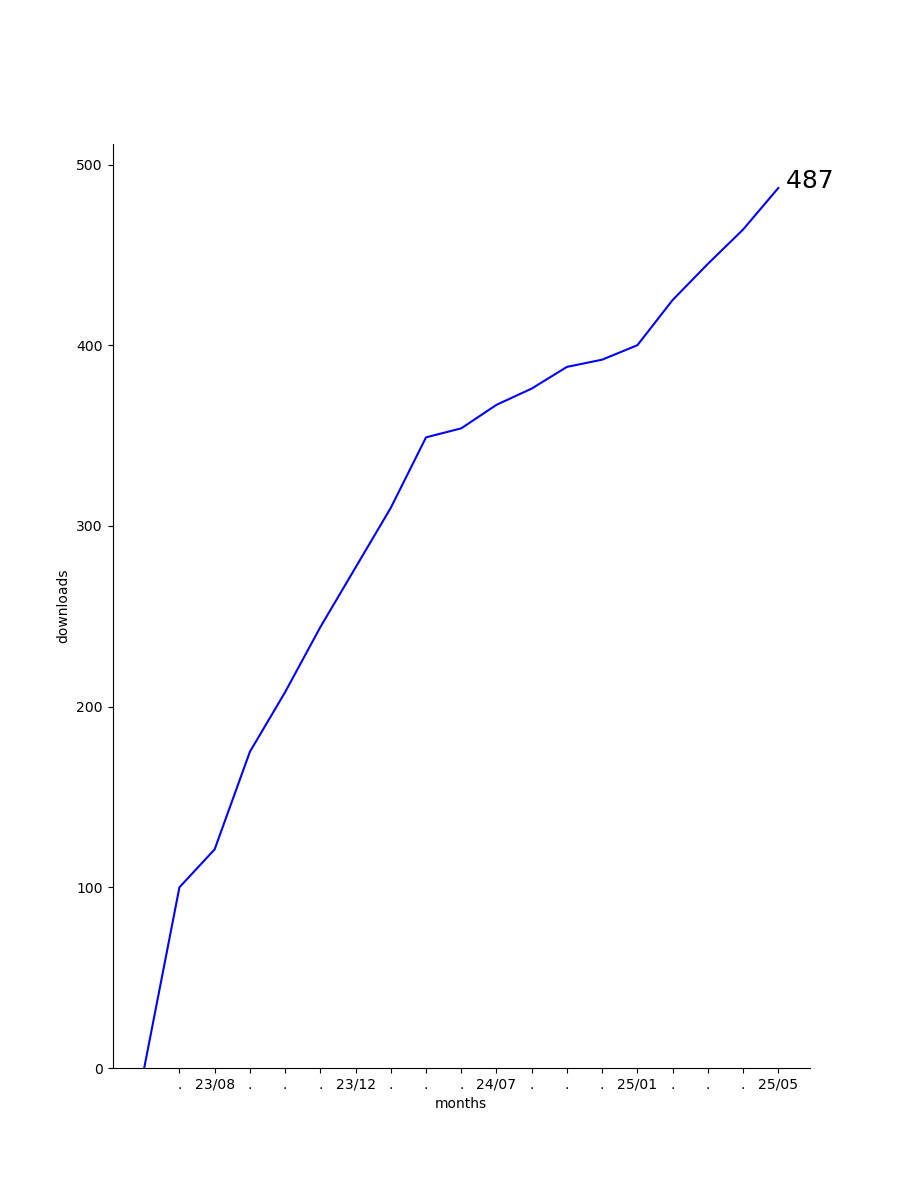 500
487
400
300
downloads
200
100
0
. 23/08 . . . 23/12 . . . 24/07 . . . 25/01 . . . 25/05
months